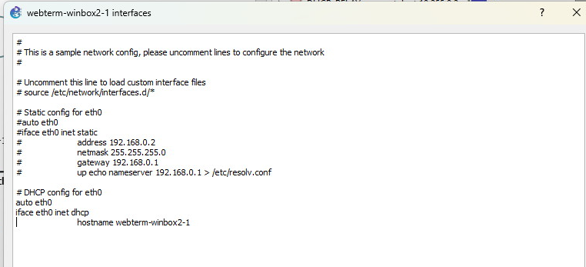 webterm-winbox2-1 interfaces
?
#
# This is a sample network config, please uncomment lines to configure the network
#
# Uncomment this line to load custom interface files
# source /etc/network/interfaces.d/*
# Static config for eth0
#auto eth0
#iface eth0 inet static
# address 192.168.0.2
# netmask 255.255.255.0
# gateway 192.168.0.1
# up echo nameserver 192.168.0.1 > /etc/resolv.conf
# DHCP config for eth0
auto eth0
iface eth0 inet dhcp
hostname webterm-winbox2-1